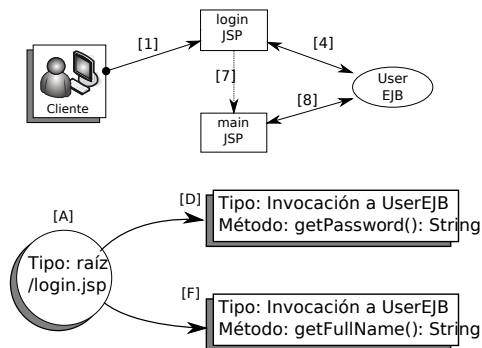 login
JSP
[1]
[4]
[7]
User
EJB
Cliente
[8]
main
JSP
[A]
Tipo: raíz
/login.jsp
[D]
Tipo: Invocación a UserEJB
Método: getPassword(): String
[F]
Tipo: Invocación a UserEJB
Método: getFullName(): String